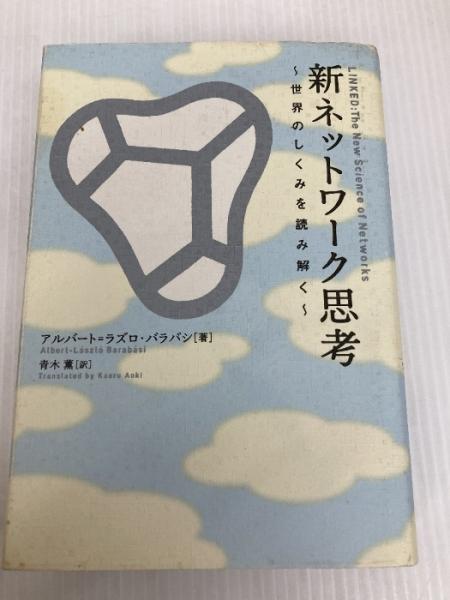 新ネットワーク思考
〜世界のしくみを読み解く〜
LINKED:The New Science of Networks
アルバート=ラズロ・バラバシ[著]
Albert-László Barabási
青木 薫[訳]
Translated by Kaoru Aoki